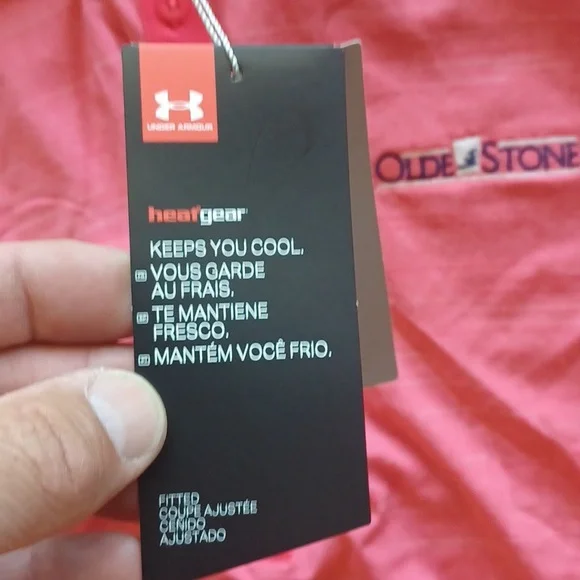 UNDER ARMOUR
heatgear
KEEPS YOU COOL.
FR VOUS GARDE
AU FRAIS.
TE MANTIENE
FRESCO.
MANTÉM VOCÊ FRIO.
FITTED
COUPE AJUSTÉE
CEÑIDO
AJUSTADO
OLDE STONE